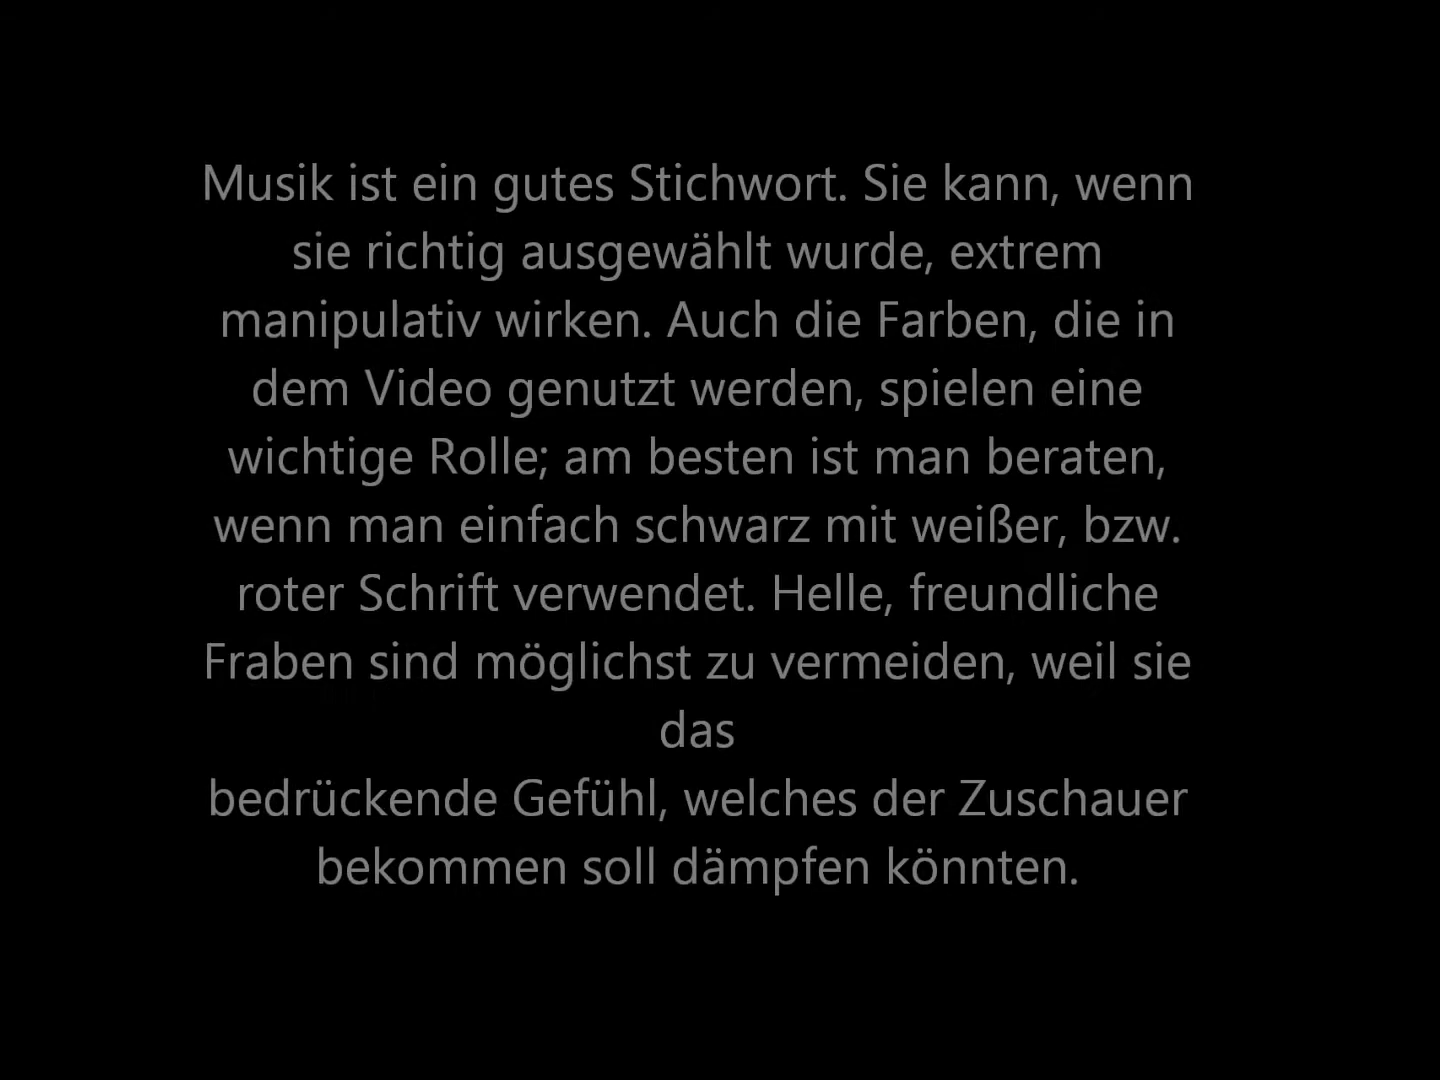 Musik ist ein gutes Stichwort. Sie kann, wenn
sie richtig ausgewählt wurde, extrem
manipulativ wirken. Auch die Farben, die in
dem Video genutzt werden, spielen eine
wichtige Rolle; am besten ist man beraten,
wenn man einfach schwarz mit weißer, bzw.
roter Schrift verwendet. Helle, freundliche
Fraben sind möglichst zu vermeiden, weil sie
das
bedrückende Gefühl, welches der Zuschauer
bekommen soll dämpfen könnten.